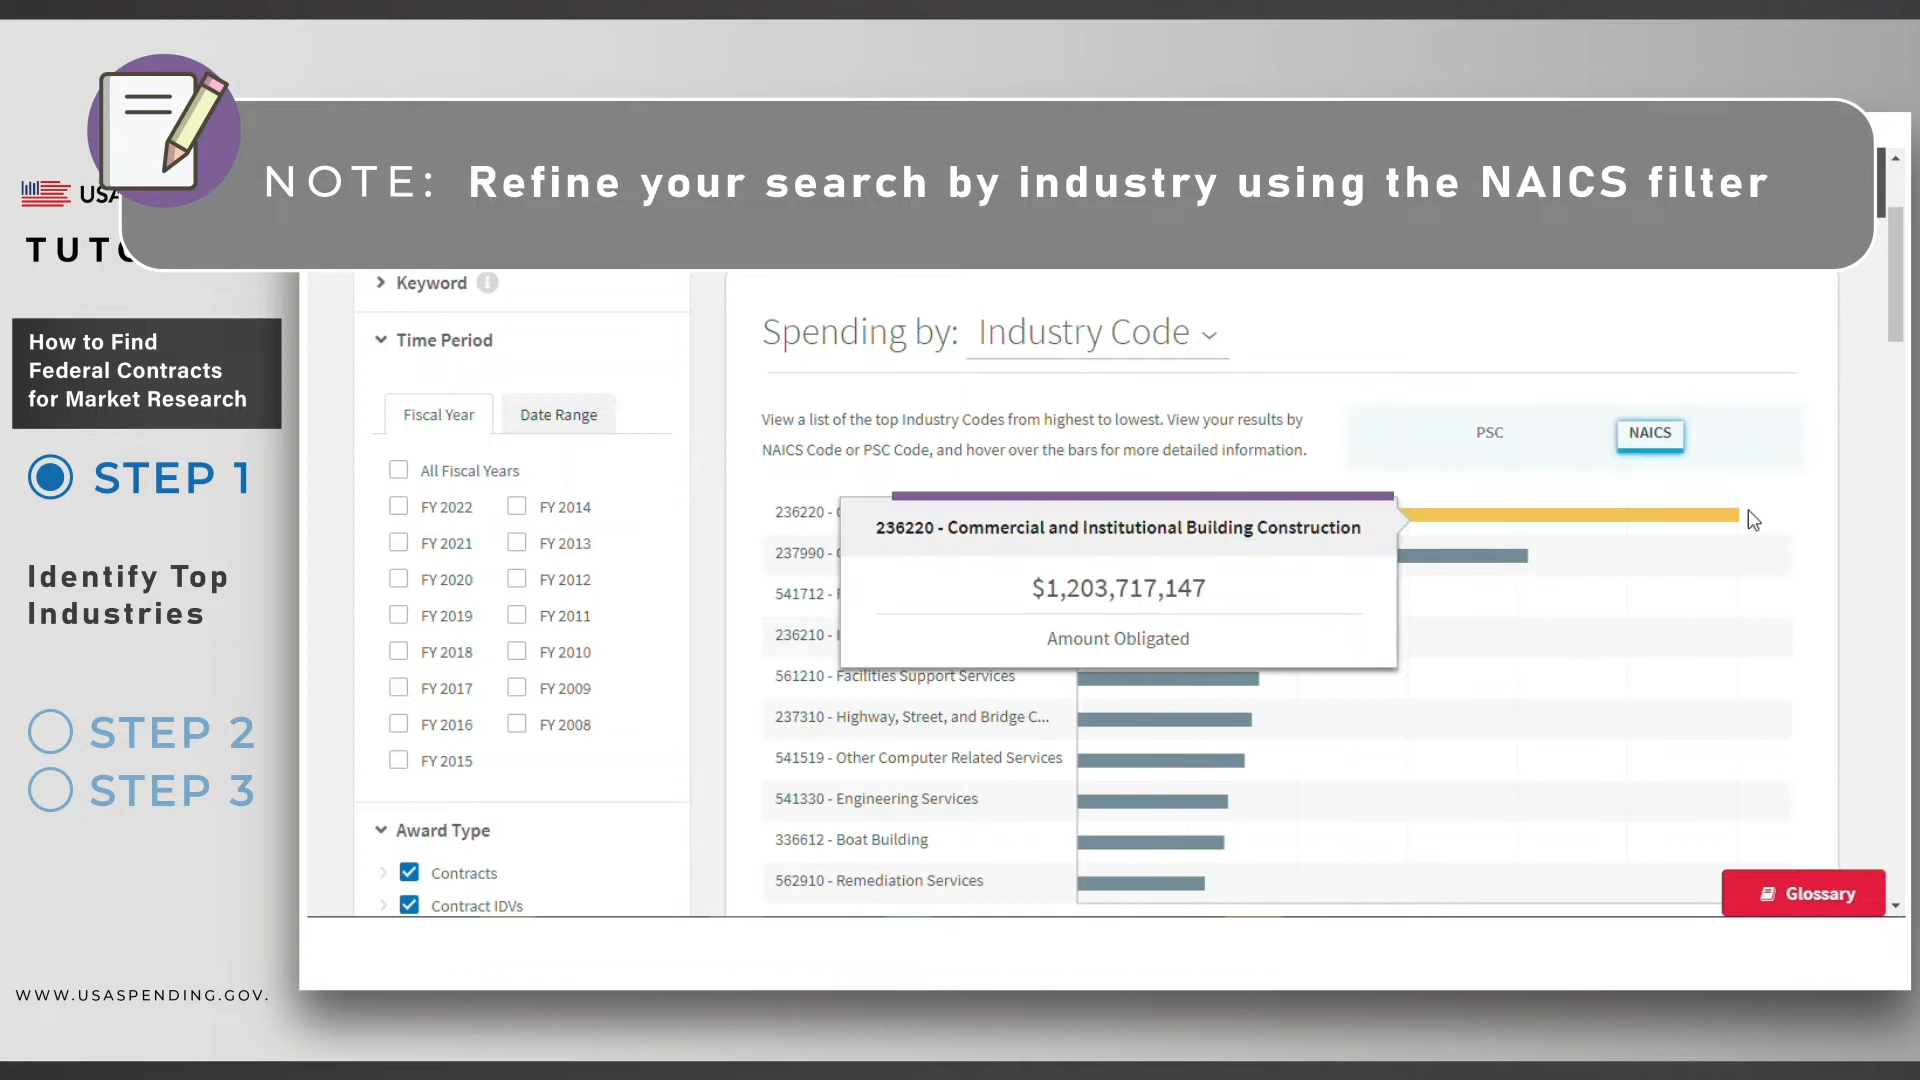 NOTE: Refine your search by industry using the NAICS filter
How to Find
Federal Contracts
for Market Research
STEP 1
Identify Top
Industries
STEP 2
STEP 3
WWW.USASPENDING.GOV.
Keyword
Time Period
Fiscal Year
Date Range
All Fiscal Years
FY 2022
FY 2014
FY 2021
FY 2013
FY 2020
FY 2012
FY 2019
FY 2011
FY 2018
FY 2010
FY 2017
FY 2009
FY 2016
FY 2008
FY 2015
Award Type
Contracts
Contract IDVs
Spending by: Industry Code
View a list of the top Industry Codes from highest to lowest. View your results by
NAICS Code or PSC Code, and hover over the bars for more detailed information.
PSC
NAICS
236220 -
237990 -
541712 -
236210 -
236220 - Commercial and Institutional Building Construction
$1,203,717,147
Amount Obligated
561210 - Facilities Support Services
237310 - Highway, Street, and Bridge C...
541519 - Other Computer Related Services
541330 - Engineering Services
336612 - Boat Building
562910 - Remediation Services
Glossary